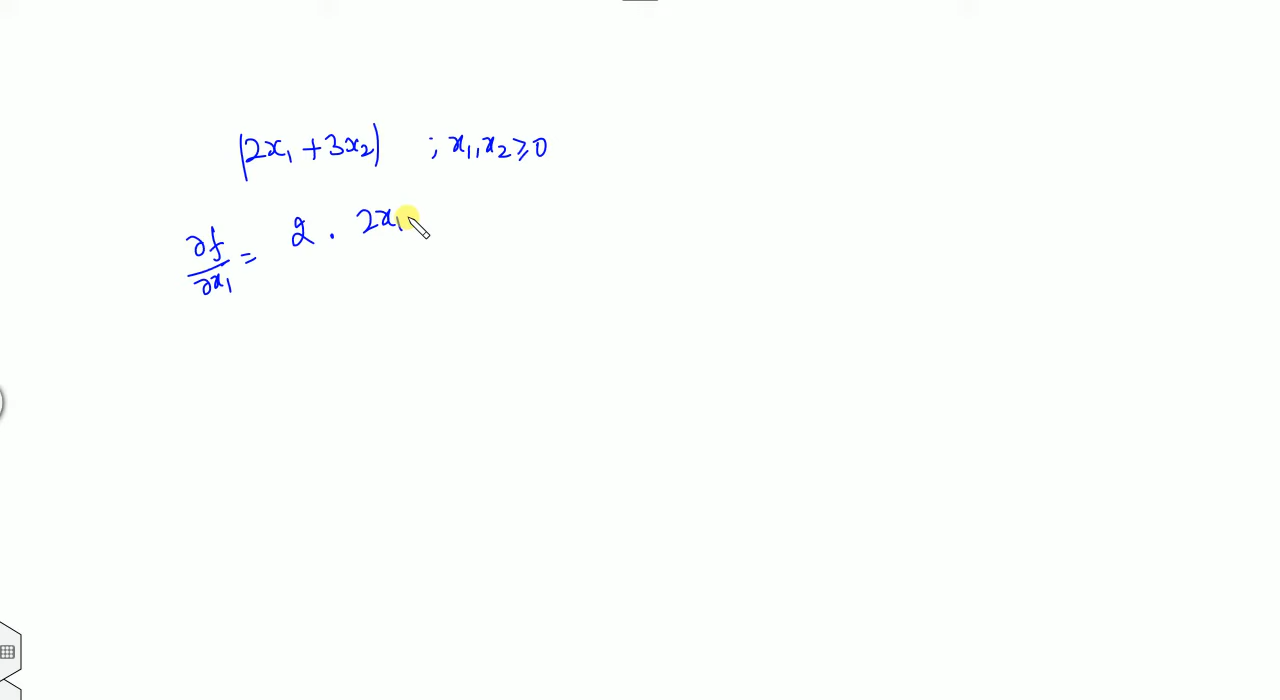 |2x₁ + 3x₂| ; x₁, x₂ ⩾ 0
∂f/∂x₁ = 2 · 2x₁